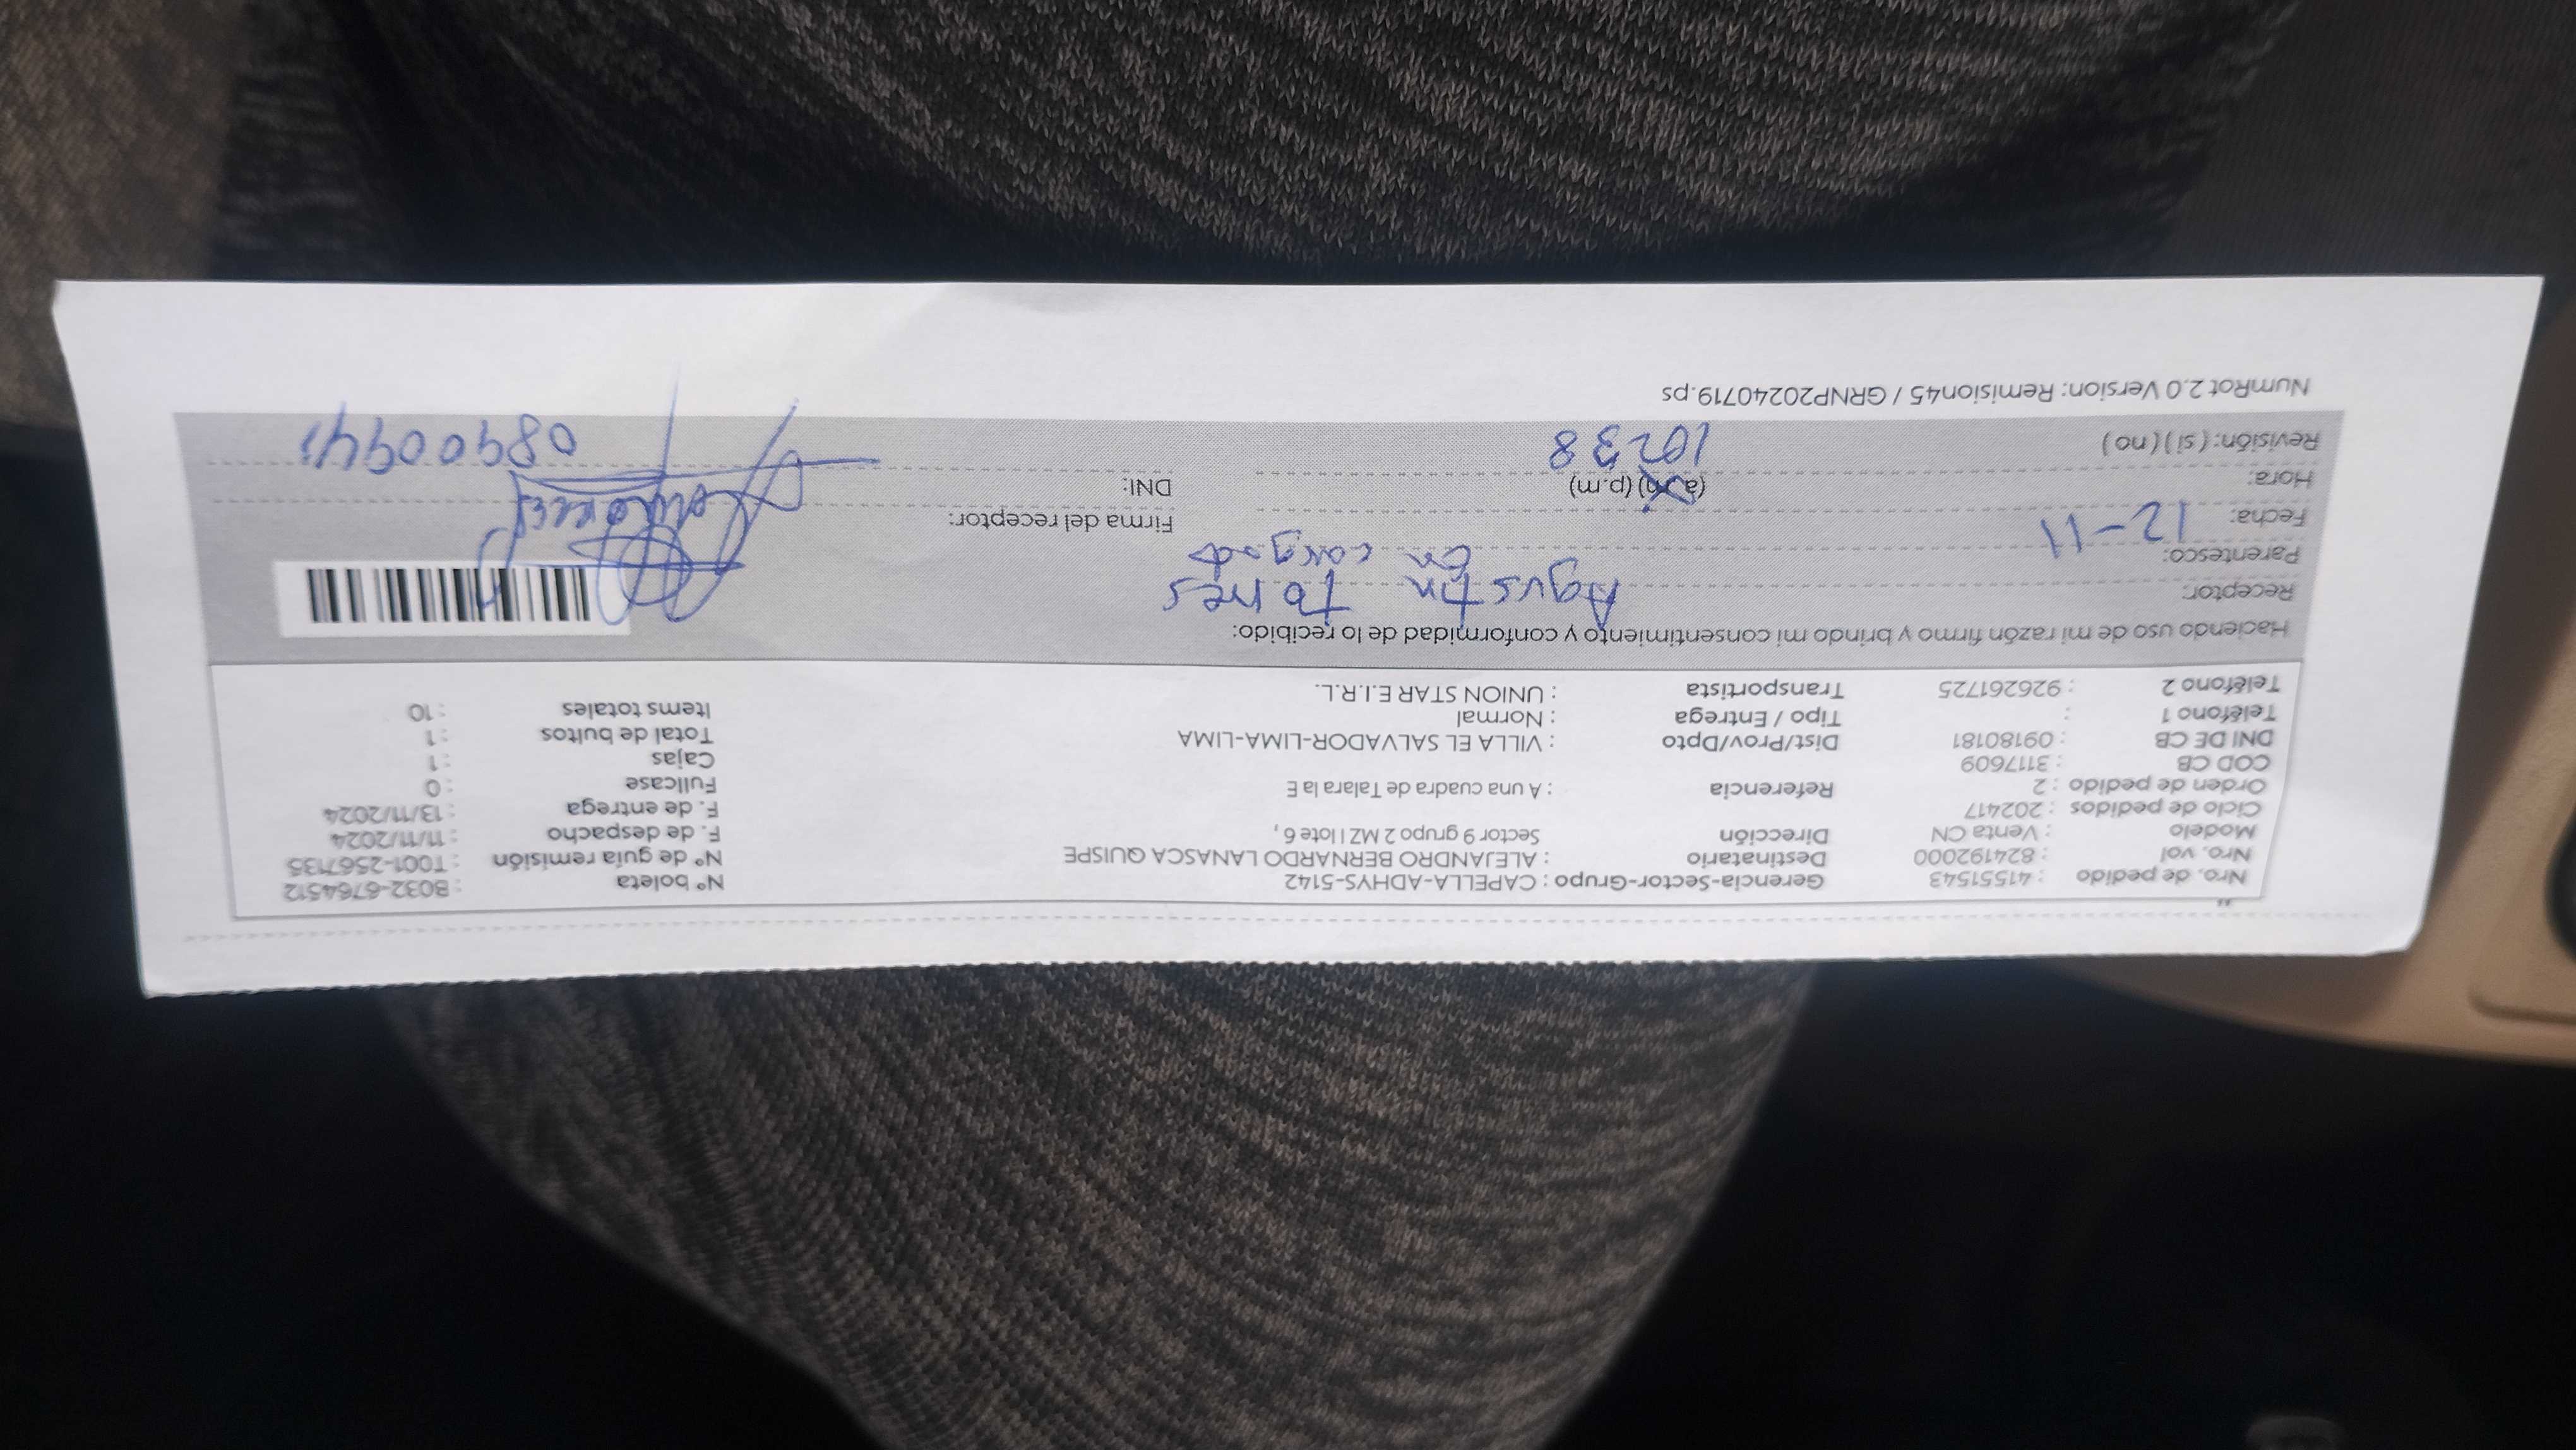 Nro. de pedido : 41551543 Gerencia-Sector-Grupo : CAPELLA-ADHYS-5142 N° boleta : B032-6764512
Nro. vol : 824192000 Destinatario : ALEJANDRO BERNARDO LANASCA QUISPE N° de guía remisión : T001-2567135
Modelo : Venta CN Dirección Sector 9 grupo 2 MZ I lote 6 , F. de despacho : 11/11/2024
Ciclo de pedidos : 202417 F. de entrega : 13/11/2024
Orden de pedido : 2 Referencia : A una cuadra de Talara la E Fullcase : 0
COD CB : 3117609 Cajas : 1
DNI DE CB : 09180181 Dist/Prov/Dpto : VILLA EL SALVADOR-LIMA-LIMA Total de bultos : 1
Teléfono 1 : Tipo / Entrega : Normal Items totales : 10
Teléfono 2 : 926261725 Transportista : UNION STAR E.I.R.L.
Haciendo uso de mi razón firmo y brindo mi consentimiento y conformidad de lo recibido:
Receptor: Agustin torres
Parentesco: En cargado
Fecha: 12-11 Firma del receptor:
Hora: (a.m) (p.m) DNI:
Revisión: ( si ) ( no ) 10:38
NumRot 2.0 Version: Remision45 / GRNP20240719.ps